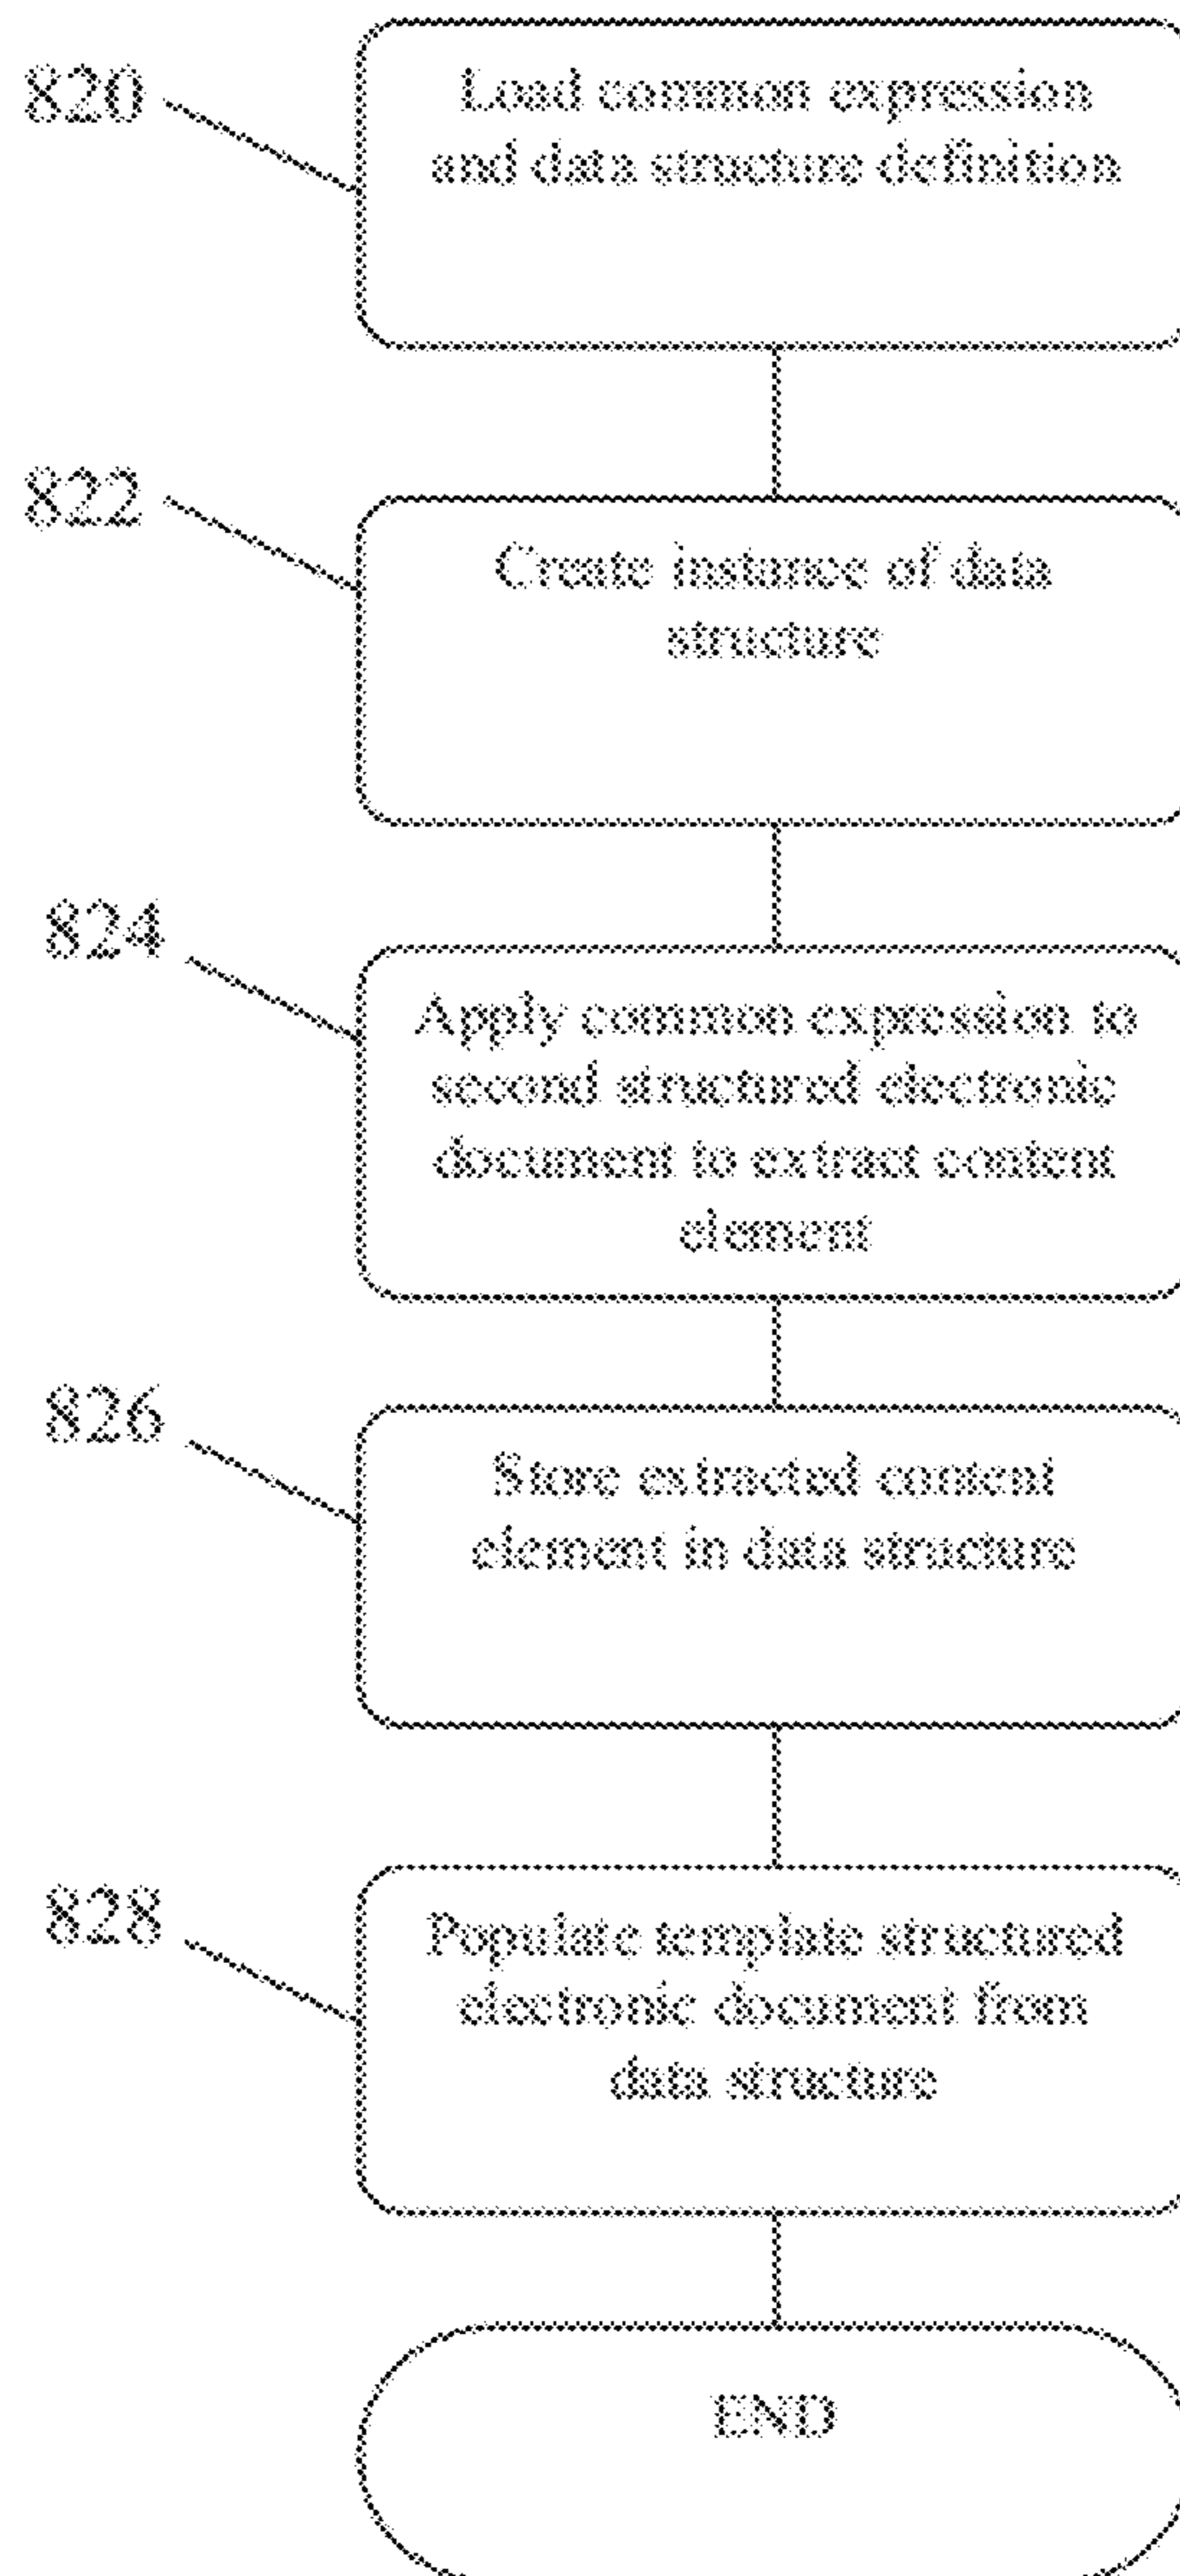 820
Load common expression
and data structure definition
822
Create instance of data
structure
824
Apply common expression to
second structured electronic
document to extract content
element
826
Store extracted content
element in data structure
828
Populate template structured
electronic document from
data structure
END